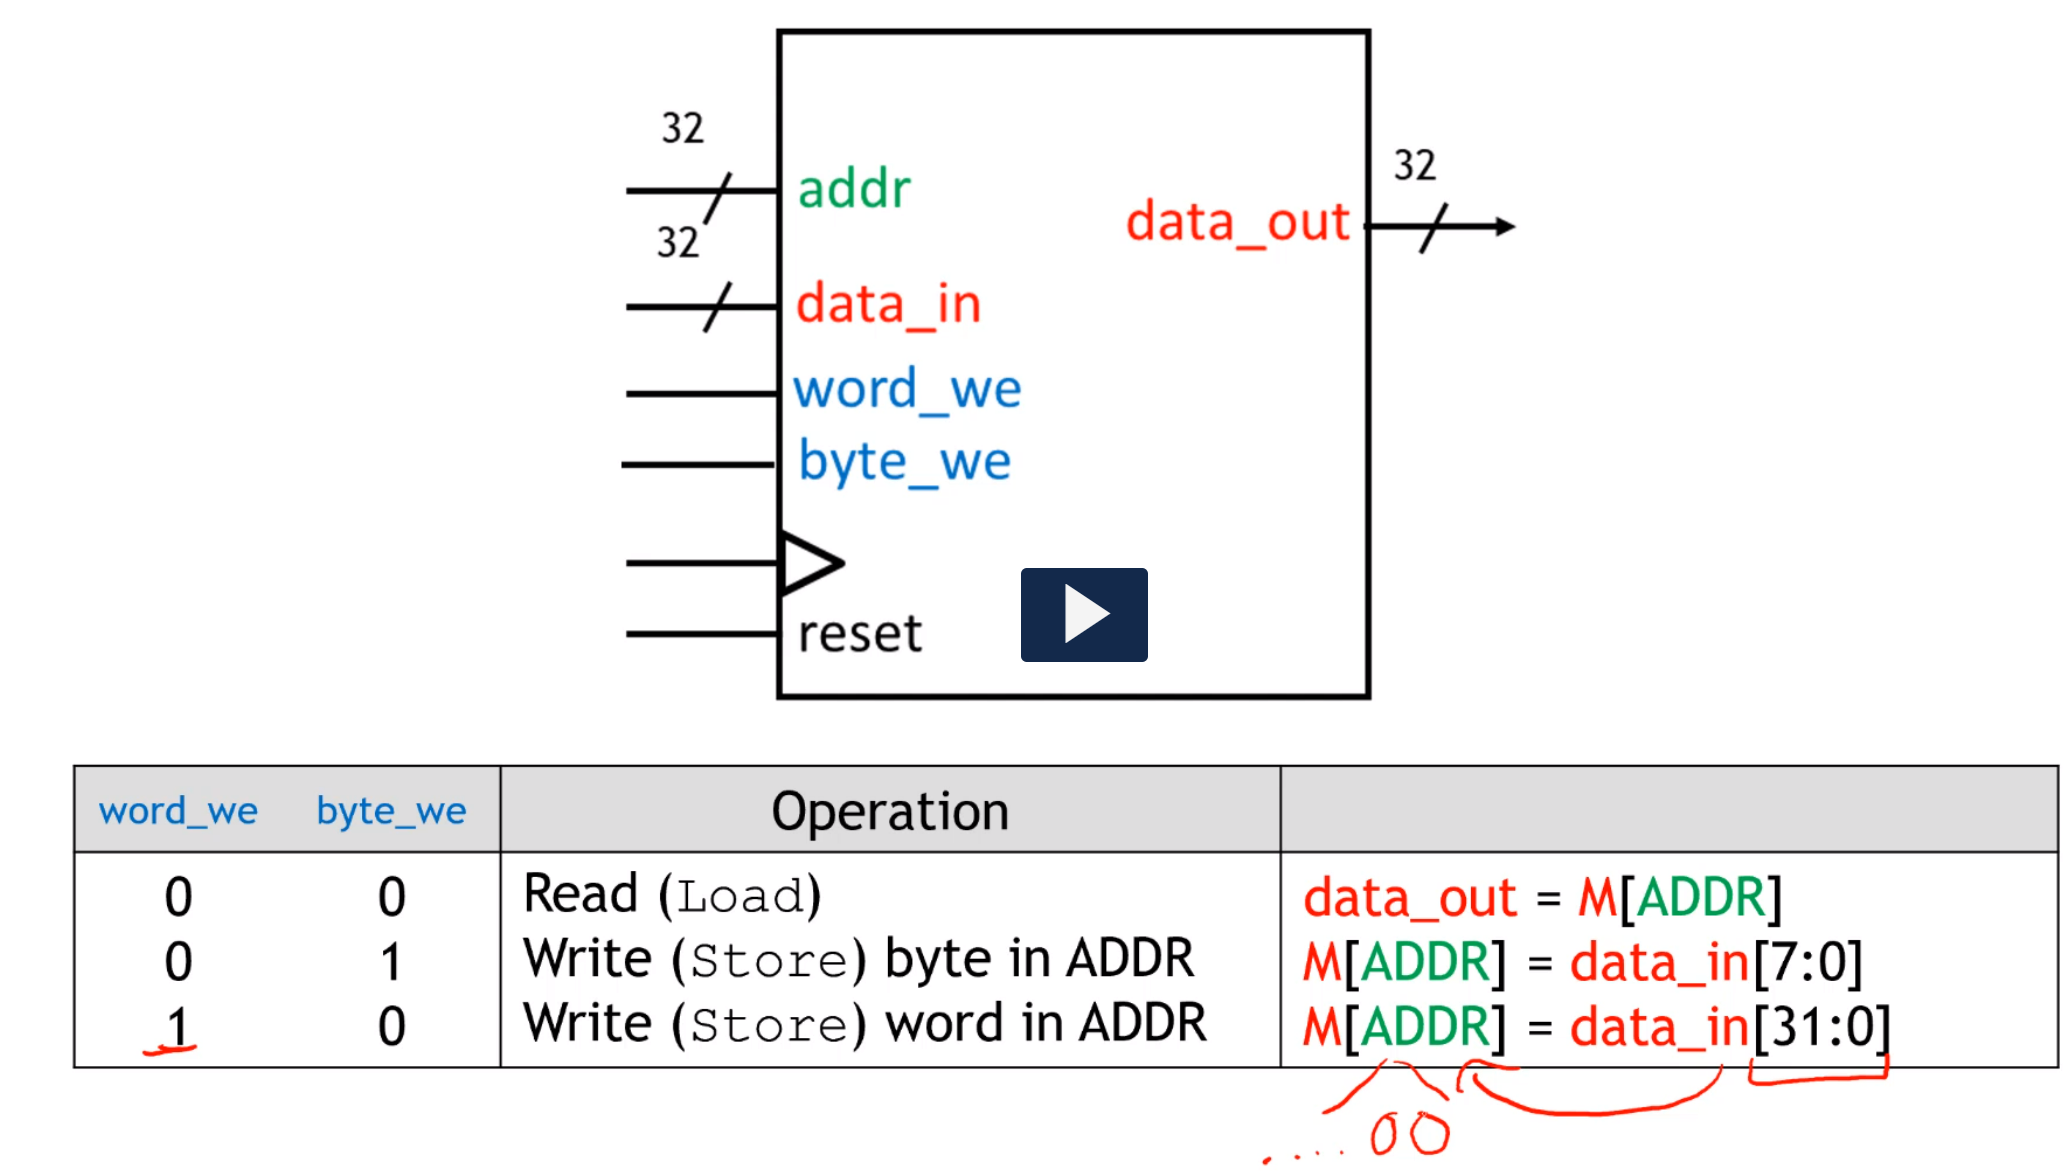 32
addr
32
data_out
32
data_in
word_we
byte_we
reset
word_we byte_we Operation
0 0 Read (Load) data_out = M[ADDR]
0 1 Write (Store) byte in ADDR M[ADDR] = data_in[7:0]
1 0 Write (Store) word in ADDR M[ADDR] = data_in[31:0]
....00